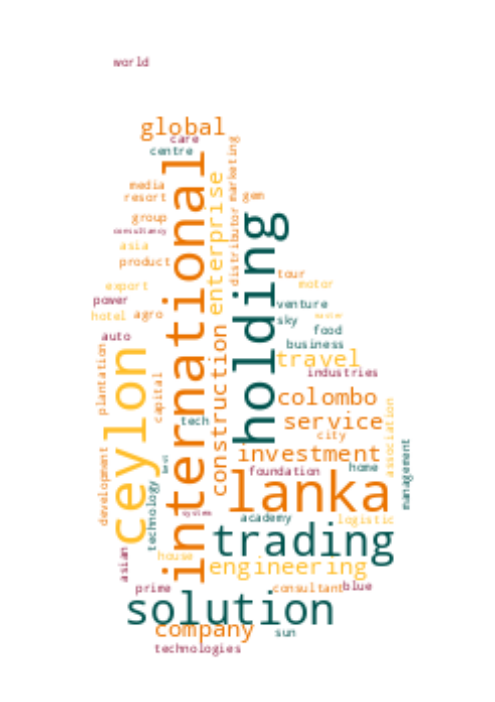 world
global
care
centre
international
marketing
media
resort
enterprise
gem
group
distributor
holding
consultancy
asia
product
tour
export
motor
power
venture
hotel
agro
sky
food
auto
business
construction
travel
plantation
ceylon
industries
capital
colombo
tech
service
association
city
investment
development
foundation
home
management
lanka
technology
system
academy
logistic
trading
asian
house
engineering
prime
consultant
blue
solution
company
sun
technologies